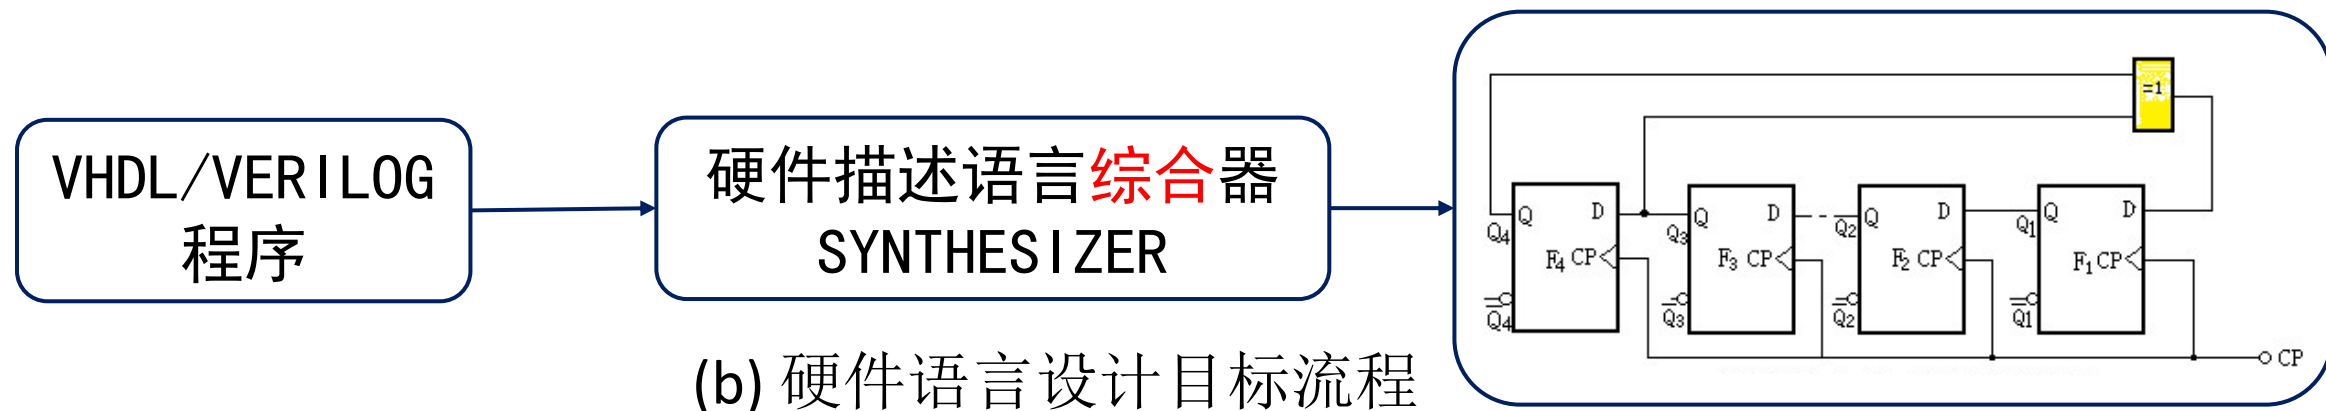 VHDL/VERILOG
程序
硬件描述语言综合器
SYNTHESIZER
=1
Q D
Q4
F4 CP
Q4
Q D
Q3
F3 CP
Q3
Q D
Q2
F2 CP
Q2
Q D
Q1
F1 CP
Q1
CP
(b) 硬件语言设计目标流程